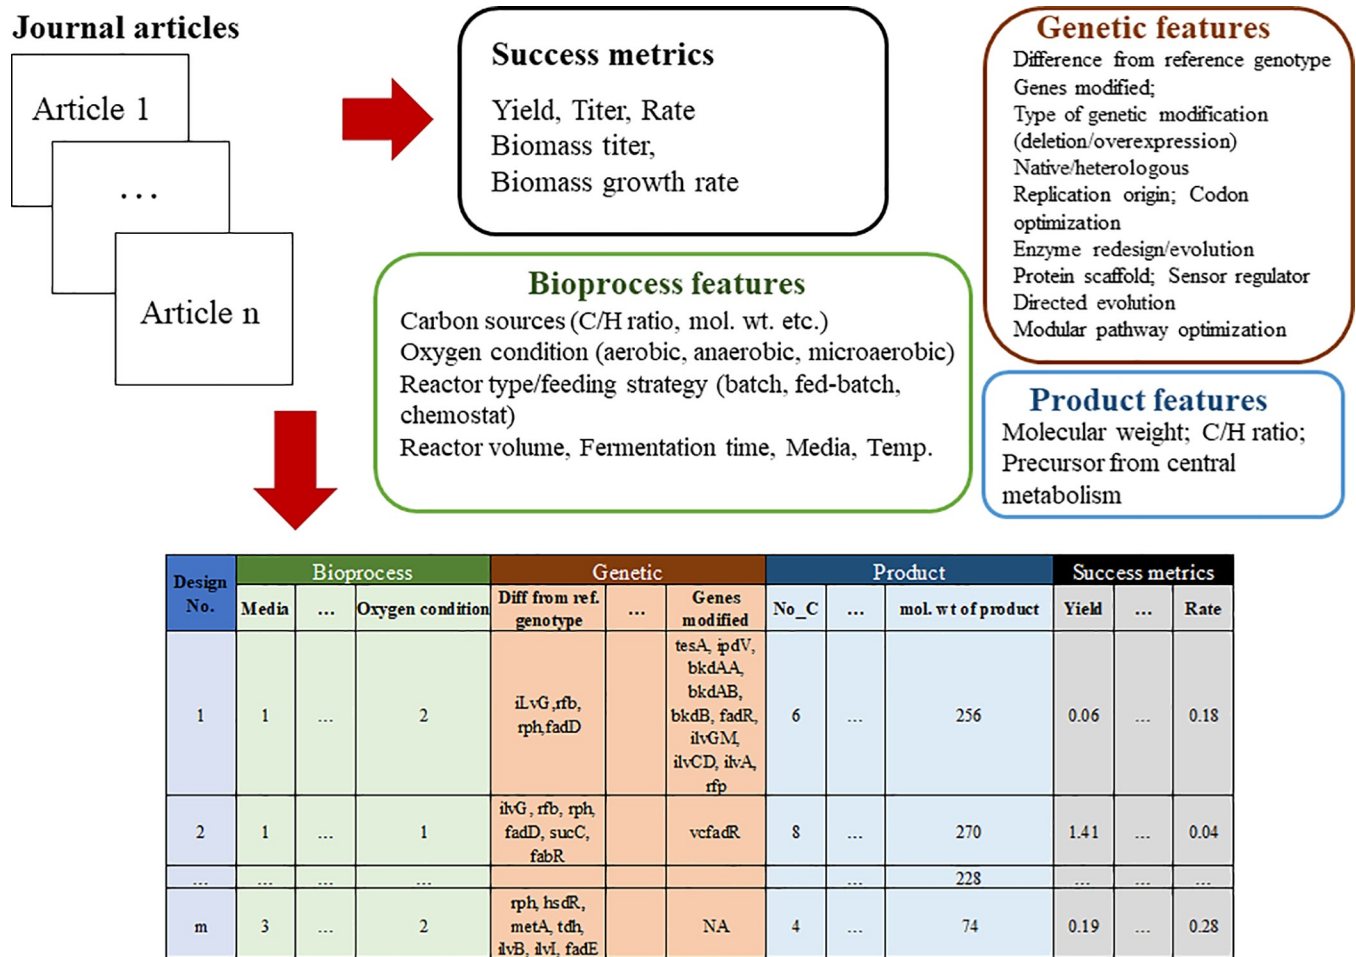 Journal articles
Article 1
...
Article n
Success metrics
Yield, Titer, Rate
Biomass titer,
Biomass growth rate
Genetic features
Difference from reference genotype
Genes modified;
Type of genetic modification
(deletion/overexpression)
Native/heterologous
Replication origin; Codon
optimization
Enzyme redesign/evolution
Protein scaffold; Sensor regulator
Directed evolution
Modular pathway optimization
Bioprocess features
Carbon sources (C/H ratio, mol. wt. etc.)
Oxygen condition (aerobic, anaerobic, microaerobic)
Reactor type/feeding strategy (batch, fed-batch,
chemostat)
Reactor volume, Fermentation time, Media, Temp.
Product features
Molecular weight; C/H ratio;
Precursor from central
metabolism
Design No. Bioprocess Genetic Product Success metrics
Media ... Oxygen condition Diff from ref. genotype ... Genes modified No_C ... mol. wt of product Yield ... Rate
1 1 ... 2 iLvG,rfb, rph,fadD tesA, ipdV, bkdAA, bkdAB, bkdB, fadR, ilvGM, ilvCD, ilvA, rfp 6 ... 256 0.06 ... 0.18
2 1 ... 1 ilvG, rfb, rph, fadD, sucC, fabR vcfadR 8 ... 270 1.41 ... 0.04
... ... ... ... ... 228 ... ... ...
m 3 ... 2 rph, hsdR, metA, tdh, ilvB, ilvI, fadE NA 4 ... 74 0.19 ... 0.28